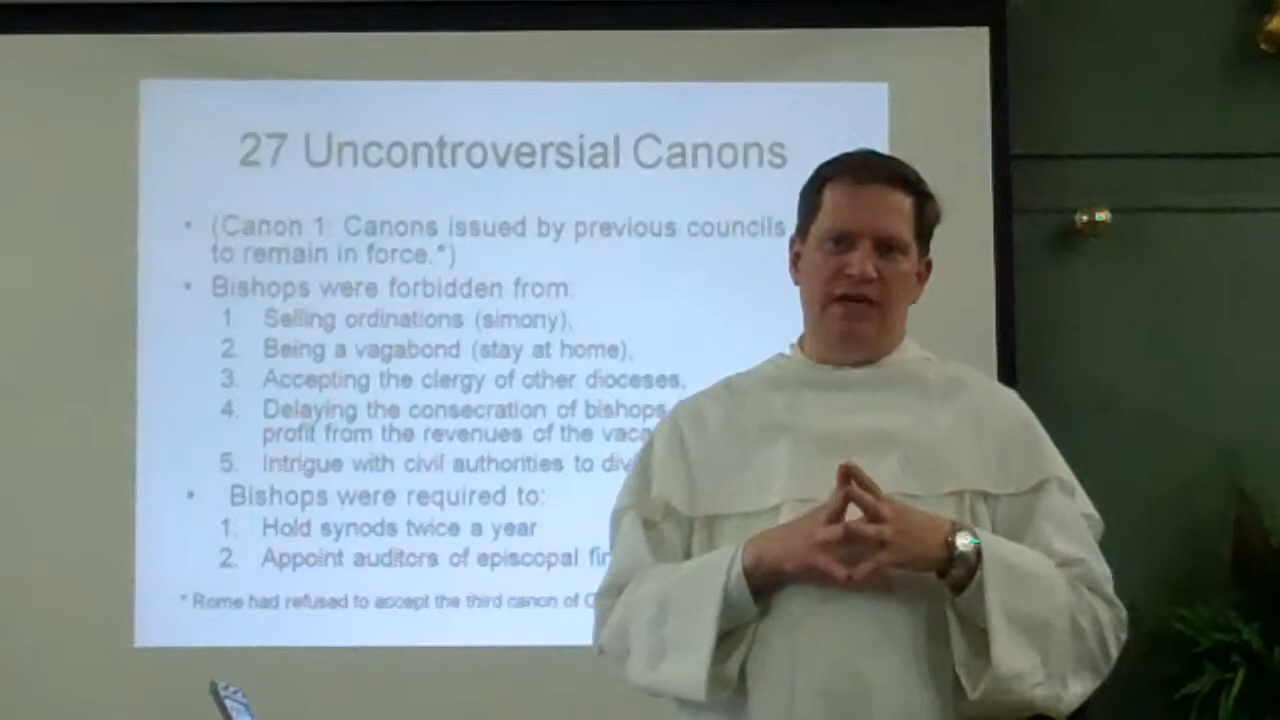 27 Uncontroversial Canons
• (Canon 1: Canons issued by previous councils
to remain in force.*)
• Bishops were forbidden from:
1. Selling ordinations (simony),
2. Being a vagabond (stay at home),
3. Accepting the clergy of other dioceses,
4. Delaying the consecration of bishops
profit from the revenues of the vaca
5. Intrigue with civil authorities to div
• Bishops were required to:
1. Hold synods twice a year
2. Appoint auditors of episcopal fin
* Rome had refused to accept the third canon of C